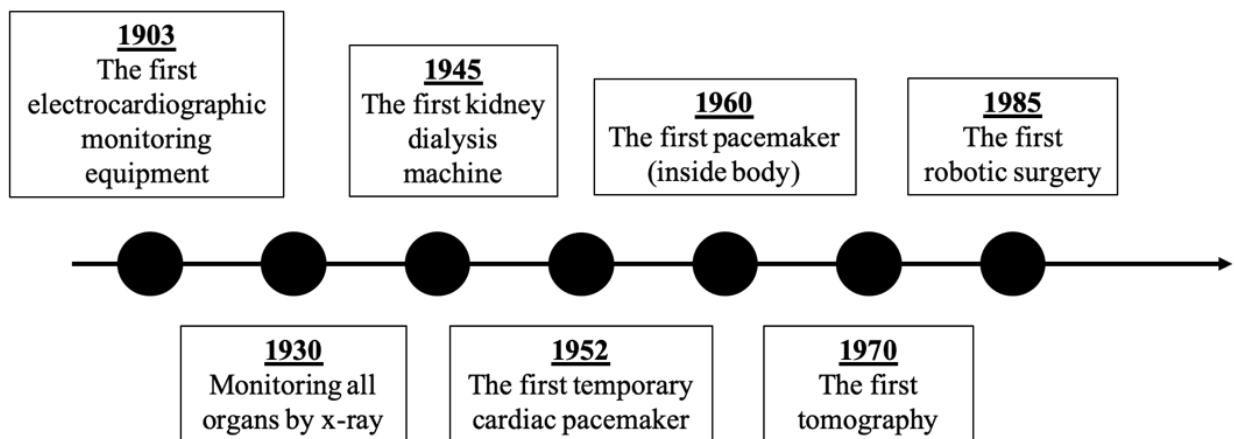 1903
The first
electrocardiographic
monitoring
equipment
1945
The first kidney
dialysis
machine
1960
The first pacemaker
(inside body)
1985
The first
robotic surgery
1930
Monitoring all
organs by x-ray
1952
The first temporary
cardiac pacemaker
1970
The first
tomography